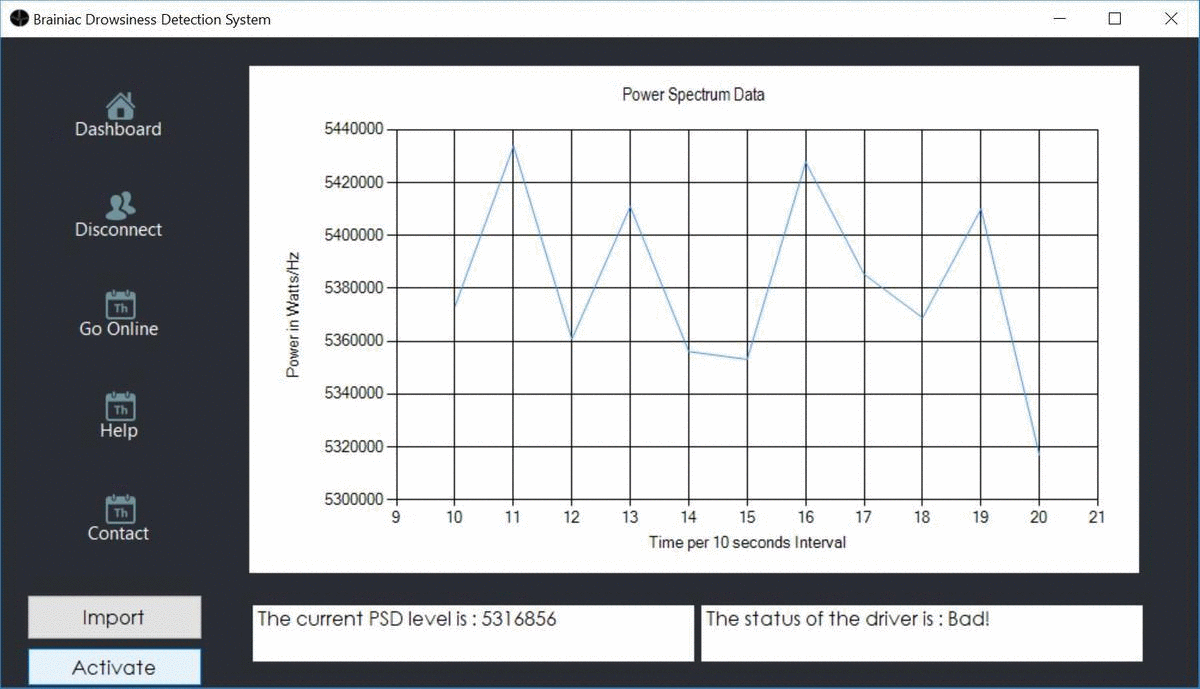 Brainiac Drowsiness Detection System
Dashboard
Disconnect
Th
Go Online
Th
Help
Th
Contact
Import
Activate
Power Spectrum Data
Power in Watts/Hz
5440000
5420000
5400000
5380000
5360000
5340000
5320000
5300000
9 10 11 12 13 14 15 16 17 18 19 20 21
Time per 10 seconds Interval
The current PSD level is : 5316856
The status of the driver is : Bad!